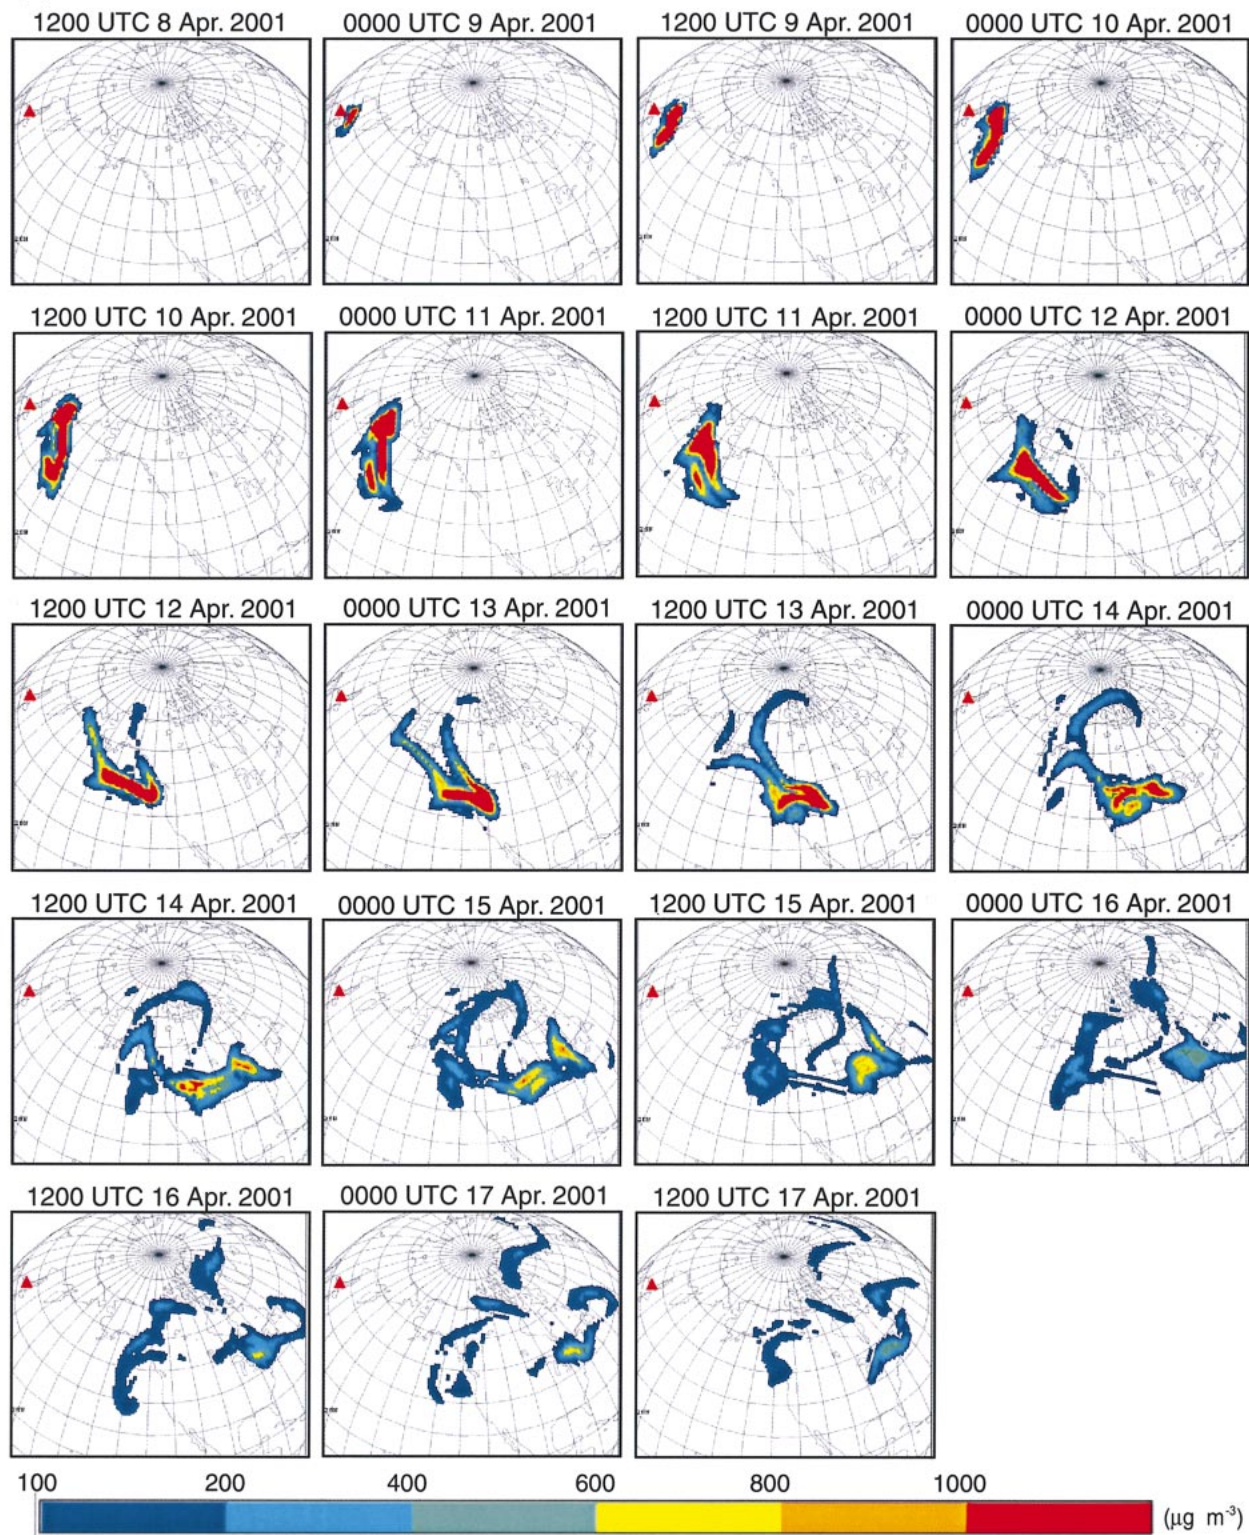 1200 UTC 8 Apr. 2001 0000 UTC 9 Apr. 2001 1200 UTC 9 Apr. 2001 0000 UTC 10 Apr. 2001
1200 UTC 10 Apr. 2001 0000 UTC 11 Apr. 2001 1200 UTC 11 Apr. 2001 0000 UTC 12 Apr. 2001
1200 UTC 12 Apr. 2001 0000 UTC 13 Apr. 2001 1200 UTC 13 Apr. 2001 0000 UTC 14 Apr. 2001
1200 UTC 14 Apr. 2001 0000 UTC 15 Apr. 2001 1200 UTC 15 Apr. 2001 0000 UTC 16 Apr. 2001
1200 UTC 16 Apr. 2001 0000 UTC 17 Apr. 2001 1200 UTC 17 Apr. 2001
100 200 400 600 800 1000
(μg m⁻³)